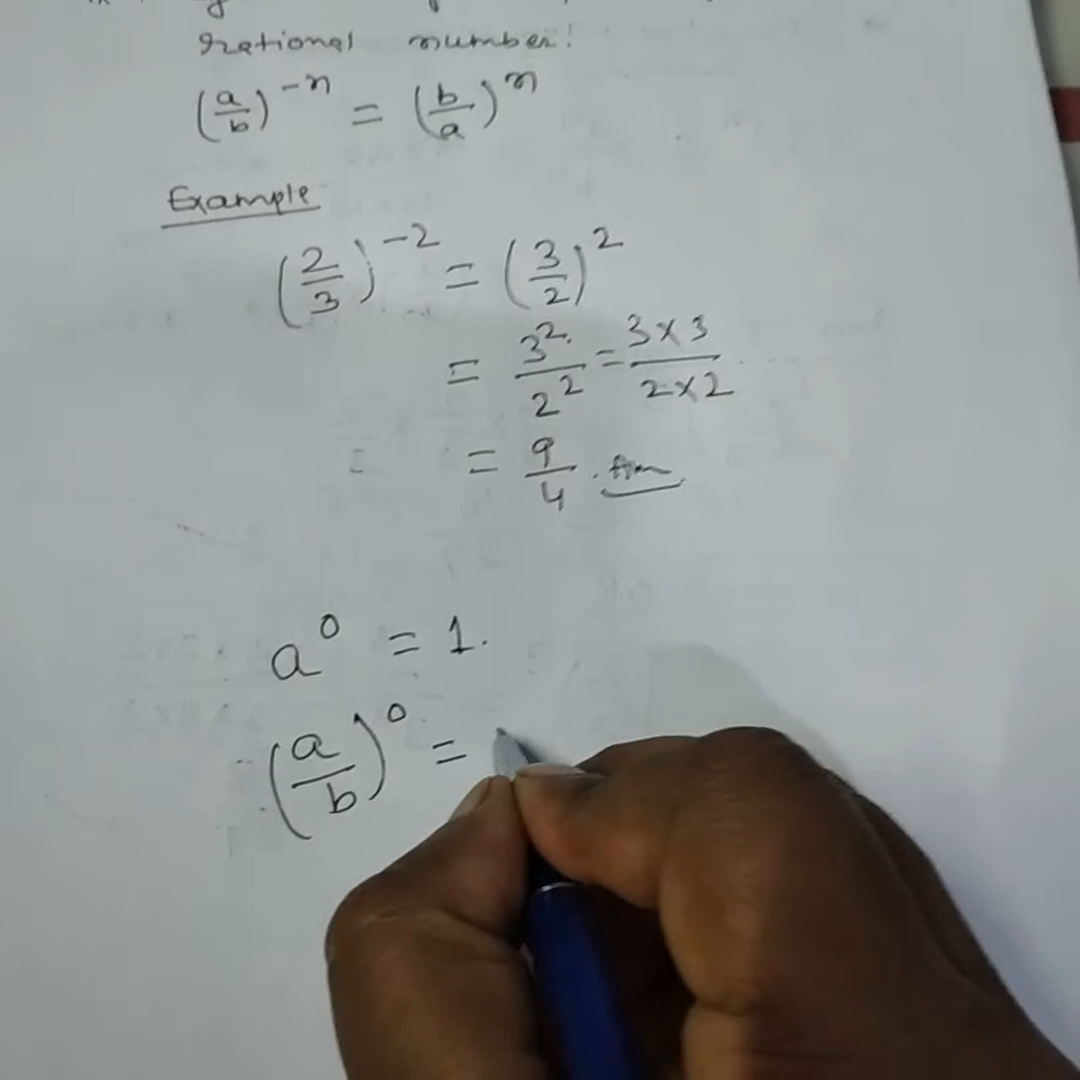 rational number:
(a/b)^-n = (b/a)^n
Example
(2/3)^-2 = (3/2)^2
= 3^2/2^2 = 3×3/2×2
= 9/4 . Ans
a^0 = 1.
(a/b)^0 =